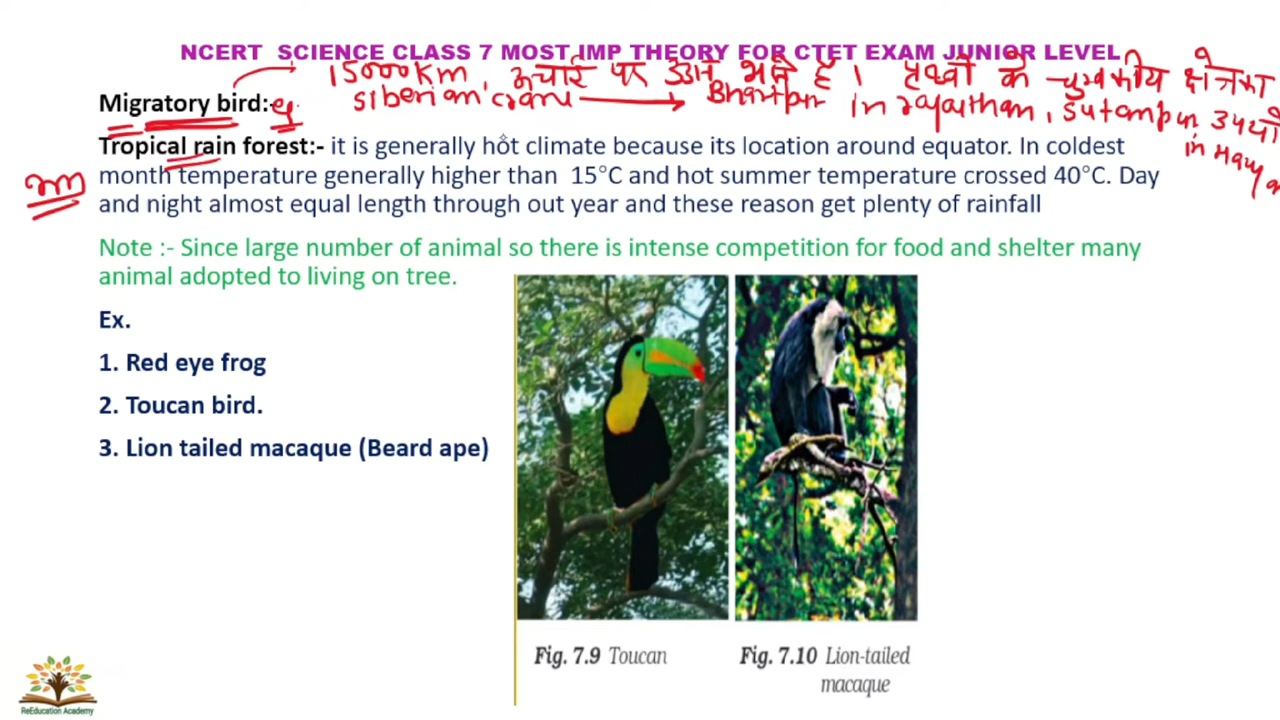 NCERT SCIENCE CLASS 7 MOST IMP THEORY FOR CTET EXAM JUNIOR LEVEL
15000 km, ऊचाई पर उड़ान भरते हैं। पृथ्वी के चुम्बकीय क्षेत्र का
Migratory bird:- eg. siberian crane → Bharatpur in rajasthan, Sultanpur in Haryana
Tropical rain forest:- it is generally hot climate because its location around equator. In coldest
month temperature generally higher than 15°C and hot summer temperature crossed 40°C. Day
and night almost equal length through out year and these reason get plenty of rainfall
Note :- Since large number of animal so there is intense competition for food and shelter many
animal adopted to living on tree.
Ex.
1. Red eye frog
2. Toucan bird.
3. Lion tailed macaque (Beard ape)
Fig. 7.9 Toucan
Fig. 7.10 Lion-tailed
macaque
ReEducation Academy